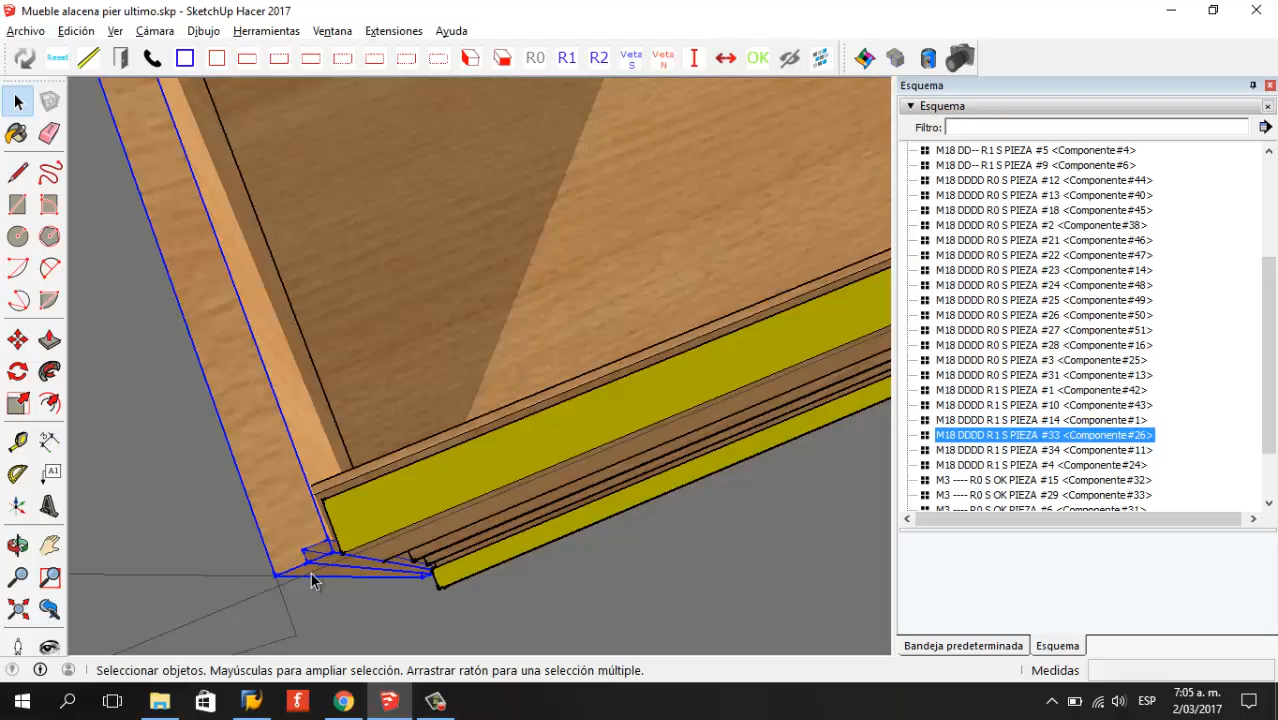 Mueble alacena pier ultimo.skp - SketchUp Hacer 2017
Archivo Edición Ver Cámara Dibujo Herramientas Ventana Extensiones Ayuda
Reset R0 R1 R2 Veta S Veta N OK
Esquema
Esquema
Filtro:
M18 DD-- R1 S PIEZA #5 <Componente#4>
M18 DD-- R1 S PIEZA #9 <Componente#6>
M18 DDDD R0 S PIEZA #12 <Componente#44>
M18 DDDD R0 S PIEZA #13 <Componente#40>
M18 DDDD R0 S PIEZA #18 <Componente#45>
M18 DDDD R0 S PIEZA #2 <Componente#38>
M18 DDDD R0 S PIEZA #21 <Componente#46>
M18 DDDD R0 S PIEZA #22 <Componente#47>
M18 DDDD R0 S PIEZA #23 <Componente#14>
M18 DDDD R0 S PIEZA #24 <Componente#48>
M18 DDDD R0 S PIEZA #25 <Componente#49>
M18 DDDD R0 S PIEZA #26 <Componente#50>
M18 DDDD R0 S PIEZA #27 <Componente#51>
M18 DDDD R0 S PIEZA #28 <Componente#16>
M18 DDDD R0 S PIEZA #3 <Componente#25>
M18 DDDD R0 S PIEZA #31 <Componente#13>
M18 DDDD R1 S PIEZA #1 <Componente#42>
M18 DDDD R1 S PIEZA #10 <Componente#43>
M18 DDDD R1 S PIEZA #14 <Componente#1>
M18 DDDD R1 S PIEZA #33 <Componente#26>
M18 DDDD R1 S PIEZA #34 <Componente#11>
M18 DDDD R1 S PIEZA #4 <Componente#24>
M3 ---- R0 S OK PIEZA #15 <Componente#32>
M3 ---- R0 S OK PIEZA #29 <Componente#33>
M3 ---- R0 S OK PIEZA #6 <Componente#31>
AI
Bandeja predeterminada Esquema
Seleccionar objetos. Mayúsculas para ampliar selección. Arrastrar ratón para una selección múltiple.
Medidas
ESP
7:05 a. m.
2/03/2017